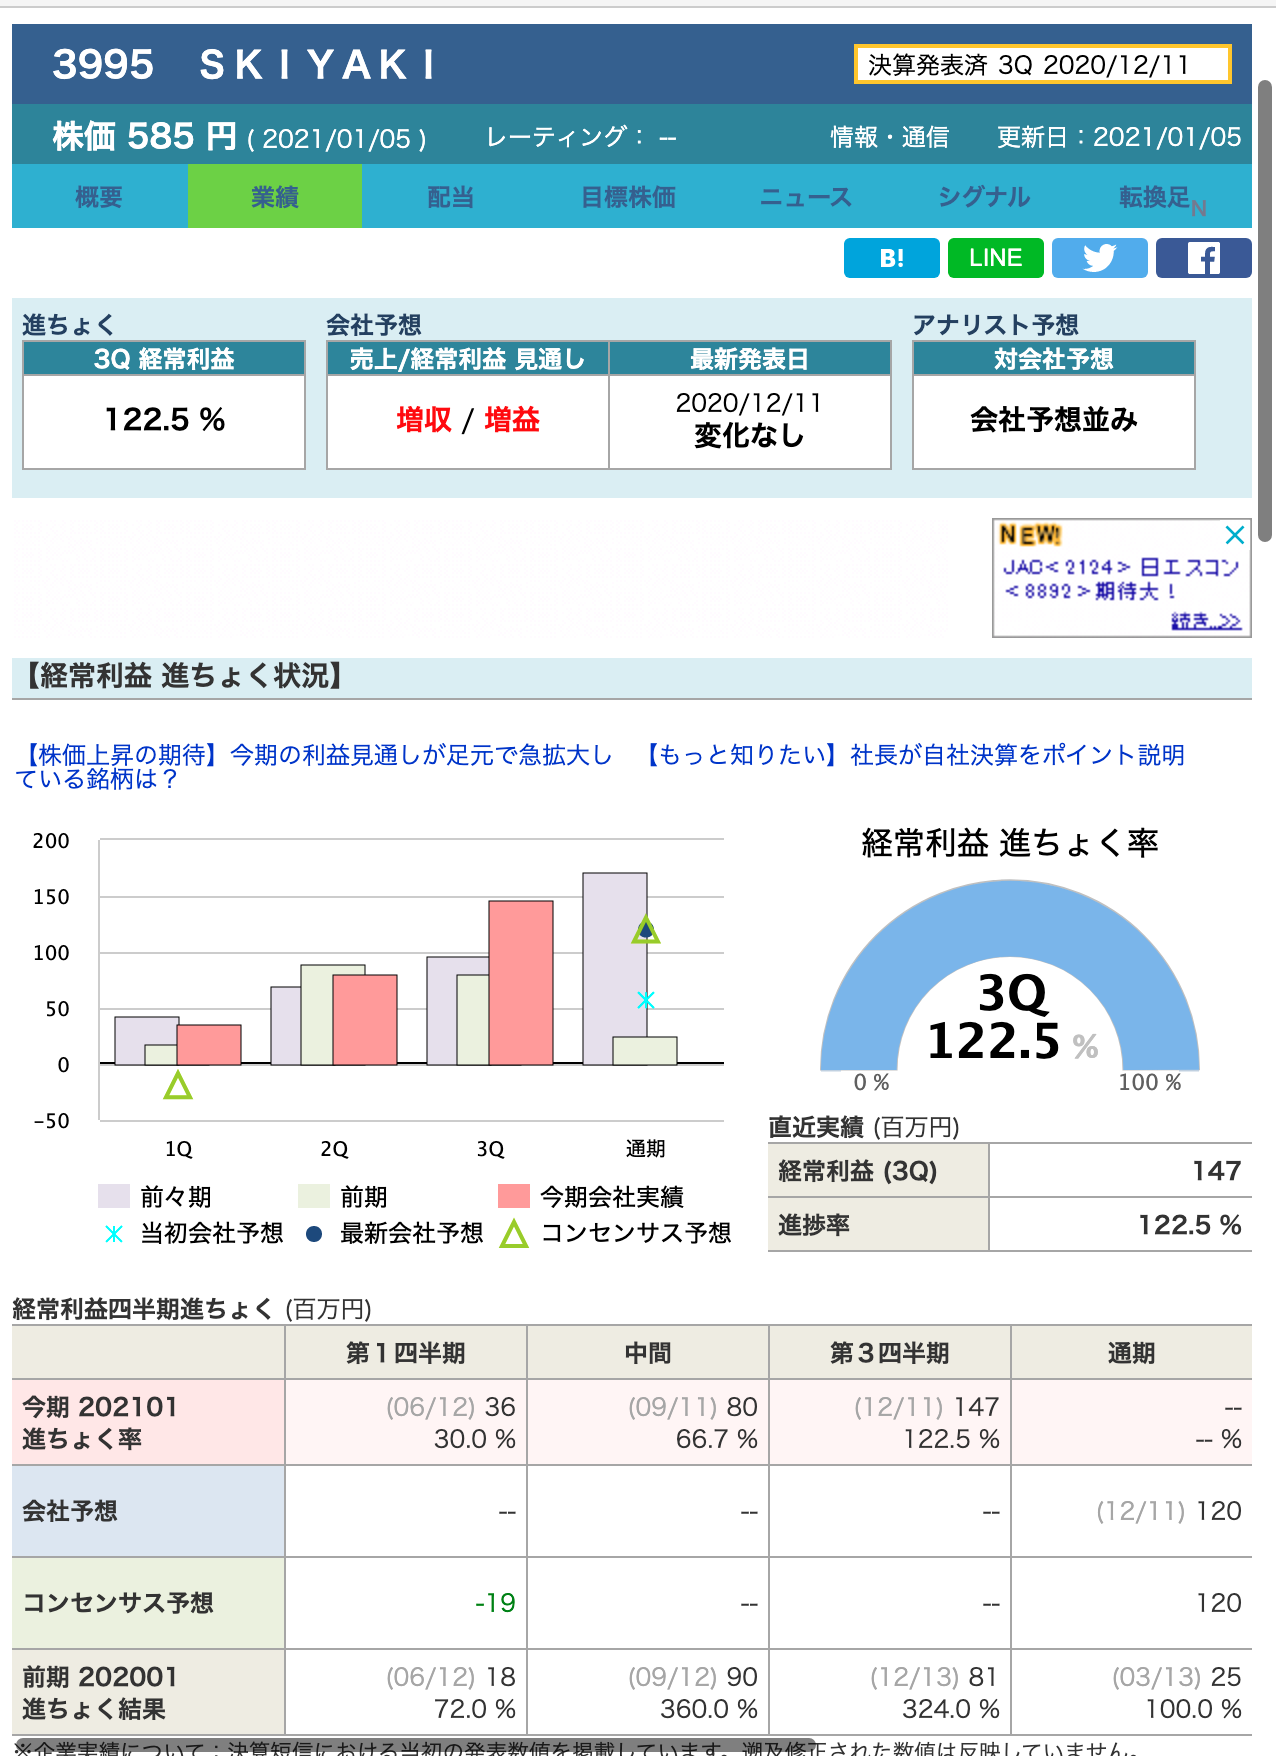 3995　ＳＫＩＹＡＫＩ
決算発表済 3Q 2020/12/11
株価 585 円 ( 2021/01/05 )　レーティング： --　情報・通信　更新日：2021/01/05
概要　業績　配当　目標株価　ニュース　シグナル　転換足N
B!　LINE
進ちょく　会社予想　アナリスト予想
3Q 経常利益　売上/経常利益 見通し　最新発表日　対会社予想
122.5 %　増収 / 増益　2020/12/11　会社予想並み
変化なし
NEW!
JAC<2124>日エスコン
<8892>期待大！
続き..>>
【経常利益 進ちょく状況】
【株価上昇の期待】今期の利益見通しが足元で急拡大し　【もっと知りたい】社長が自社決算をポイント説明
ている銘柄は？
経常利益 進ちょく率
200
150
100
50
0
-50
1Q　2Q　3Q　通期
前々期　前期　今期会社実績
当初会社予想　最新会社予想　コンセンサス予想
3Q
122.5 %
0 %　100 %
直近実績 (百万円)
経常利益 (3Q)　147
進捗率　122.5 %
経常利益四半期進ちょく (百万円)
第１四半期　中間　第３四半期　通期
今期 202101　(06/12) 36　(09/11) 80　(12/11) 147　--
進ちょく率　30.0 %　66.7 %　122.5 %　-- %
会社予想　--　--　--　(12/11) 120
コンセンサス予想　-19　--　--　120
前期 202001　(06/12) 18　(09/12) 90　(12/13) 81　(03/13) 25
進ちょく結果　72.0 %　360.0 %　324.0 %　100.0 %
※企業実績について：決算短信における当初の発表数値を掲載しています。遡及修正された数値は反映していません。